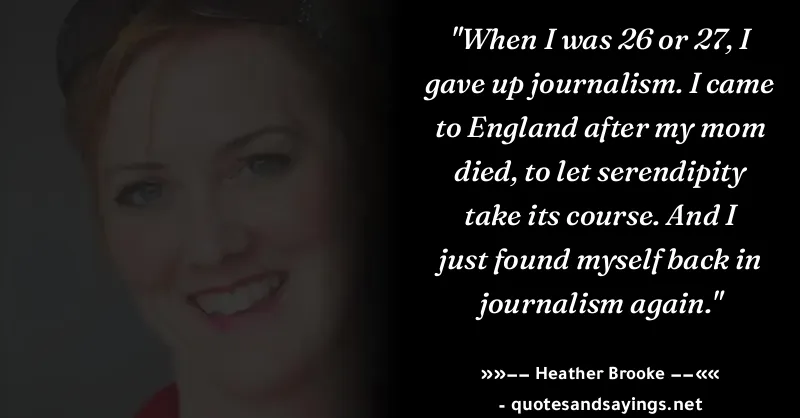 "When I was 26 or 27, I
gave up journalism. I came
to England after my mom
died, to let serendipity
take its course. And I
just found myself back in
journalism again."
»»–– Heather Brooke ––««
- quotesandsayings.net